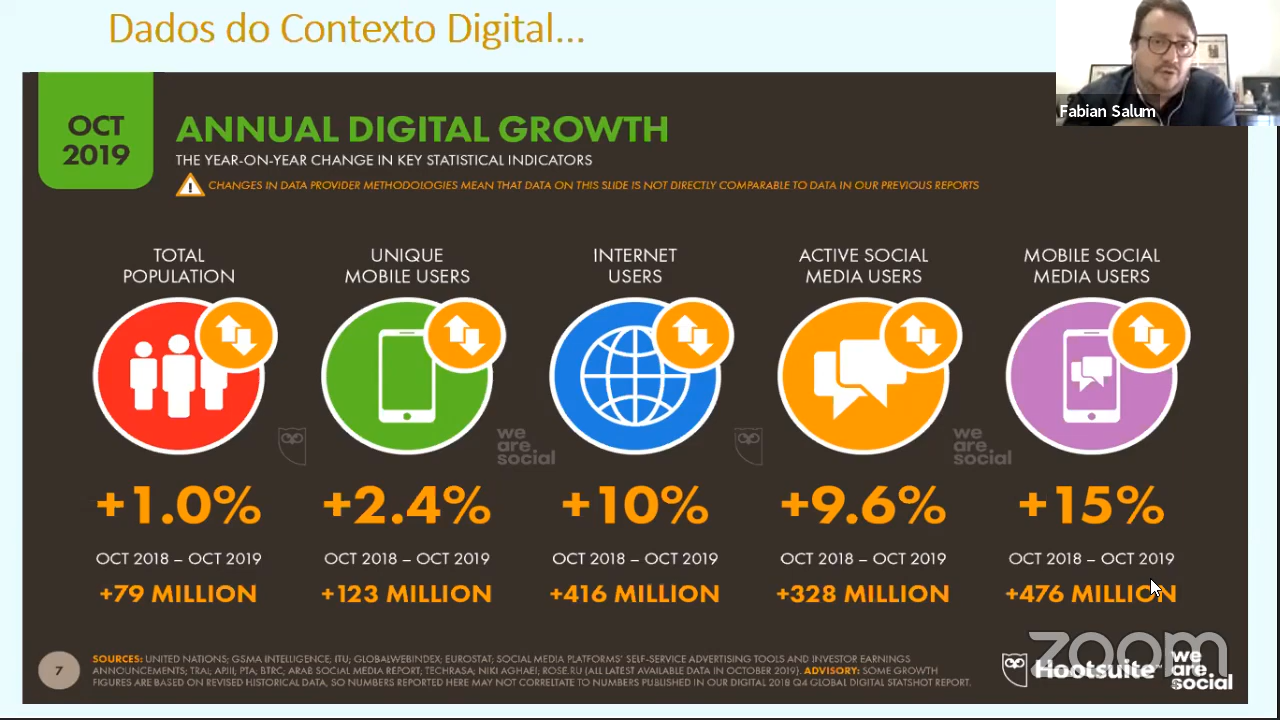 Dados do Contexto Digital...
Fabian Salum
OCT
2019
ANNUAL DIGITAL GROWTH
THE YEAR-ON-YEAR CHANGE IN KEY STATISTICAL INDICATORS
CHANGES IN DATA PROVIDER METHODOLOGIES MEAN THAT DATA ON THIS SLIDE IS NOT DIRECTLY COMPARABLE TO DATA IN OUR PREVIOUS REPORTS
TOTAL
POPULATION
UNIQUE
MOBILE USERS
INTERNET
USERS
ACTIVE SOCIAL
MEDIA USERS
MOBILE SOCIAL
MEDIA USERS
we
are
social
we
are
social
+1.0%
+2.4%
+10%
+9.6%
+15%
OCT 2018 – OCT 2019
OCT 2018 – OCT 2019
OCT 2018 – OCT 2019
OCT 2018 – OCT 2019
OCT 2018 – OCT 2019
+79 MILLION
+123 MILLION
+416 MILLION
+328 MILLION
+476 MILLION
7
SOURCES: UNITED NATIONS; GSMA INTELLIGENCE; ITU; GLOBALWEBINDEX; EUROSTAT; SOCIAL MEDIA PLATFORMS' SELF-SERVICE ADVERTISING TOOLS AND INVESTOR EARNINGS
ANNOUNCEMENTS; TRAI, APJII; PTA; BTRC; ARAB SOCIAL MEDIA REPORT; TECHRASA; NIKI AGHAEI; ROSE.RU (ALL LATEST AVAILABLE DATA IN OCTOBER 2019). ADVISORY: SOME GROWTH
FIGURES ARE BASED ON REVISED HISTORICAL DATA, SO NUMBERS REPORTED HERE MAY NOT CORRELTATE TO NUMBERS PUBLISHED IN OUR DIGITAL 2018 Q4 GLOBAL DIGITAL STATSHOT REPORT.
zoom
Hootsuite™
we
are
social